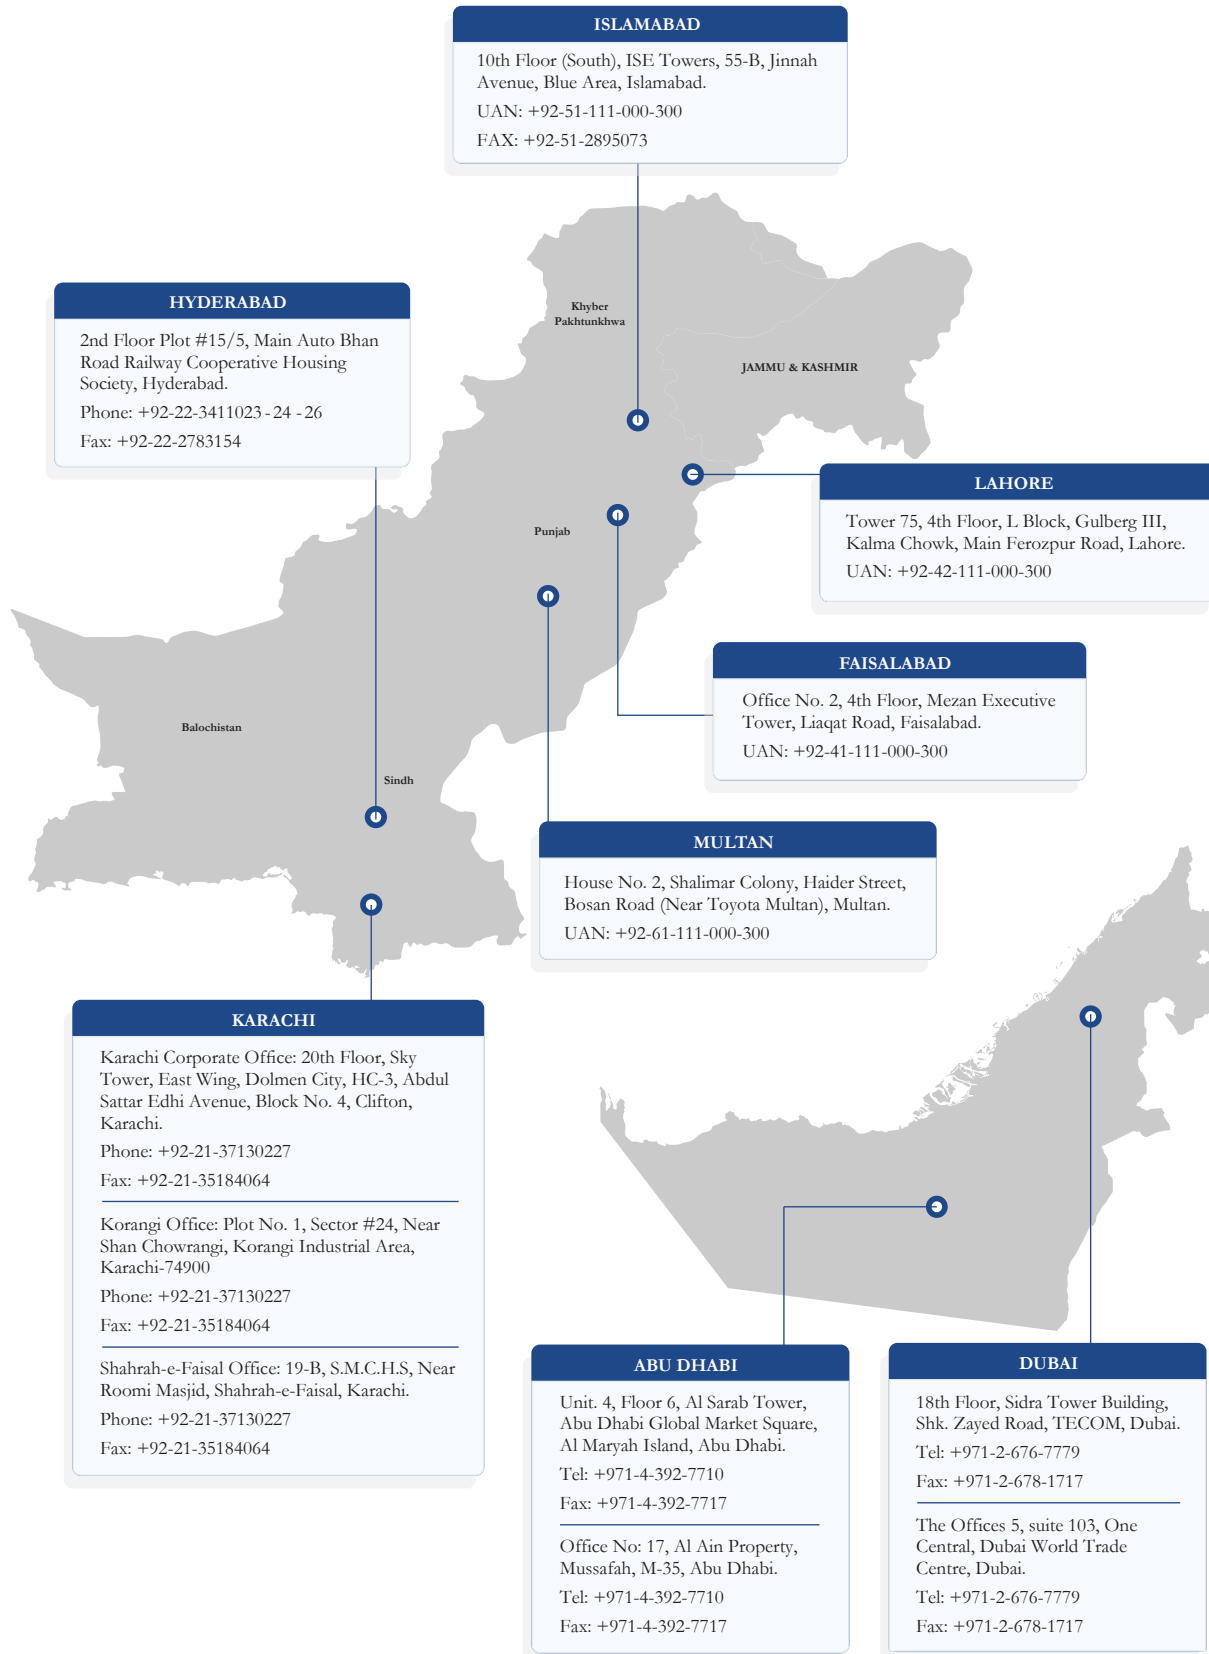 ISLAMABAD
10th Floor (South), ISE Towers, 55-B, Jinnah
Avenue, Blue Area, Islamabad.
UAN: +92-51-111-000-300
FAX: +92-51-2895073
Khyber
Pakhtunkhwa
JAMMU & KASHMIR
HYDERABAD
2nd Floor Plot #15/5, Main Auto Bhan
Road Railway Cooperative Housing
Society, Hyderabad.
Phone: +92-22-3411023 - 24 - 26
Fax: +92-22-2783154
LAHORE
Tower 75, 4th Floor, L Block, Gulberg III,
Kalma Chowk, Main Ferozpur Road, Lahore.
UAN: +92-42-111-000-300
Punjab
FAISALABAD
Office No. 2, 4th Floor, Mezan Executive
Tower, Liaqat Road, Faisalabad.
UAN: +92-41-111-000-300
Balochistan
Sindh
MULTAN
House No. 2, Shalimar Colony, Haider Street,
Bosan Road (Near Toyota Multan), Multan.
UAN: +92-61-111-000-300
KARACHI
Karachi Corporate Office: 20th Floor, Sky
Tower, East Wing, Dolmen City, HC-3, Abdul
Sattar Edhi Avenue, Block No. 4, Clifton,
Karachi.
Phone: +92-21-37130227
Fax: +92-21-35184064
Korangi Office: Plot No. 1, Sector #24, Near
Shan Chowrangi, Korangi Industrial Area,
Karachi-74900
Phone: +92-21-37130227
Fax: +92-21-35184064
Shahrah-e-Faisal Office: 19-B, S.M.C.H.S, Near
Roomi Masjid, Shahrah-e-Faisal, Karachi.
Phone: +92-21-37130227
Fax: +92-21-35184064
ABU DHABI
Unit. 4, Floor 6, Al Sarab Tower,
Abu Dhabi Global Market Square,
Al Maryah Island, Abu Dhabi.
Tel: +971-4-392-7710
Fax: +971-4-392-7717
Office No: 17, Al Ain Property,
Mussafah, M-35, Abu Dhabi.
Tel: +971-4-392-7710
Fax: +971-4-392-7717
DUBAI
18th Floor, Sidra Tower Building,
Shk. Zayed Road, TECOM, Dubai.
Tel: +971-2-676-7779
Fax: +971-2-678-1717
The Offices 5, suite 103, One
Central, Dubai World Trade
Centre, Dubai.
Tel: +971-2-676-7779
Fax: +971-2-678-1717